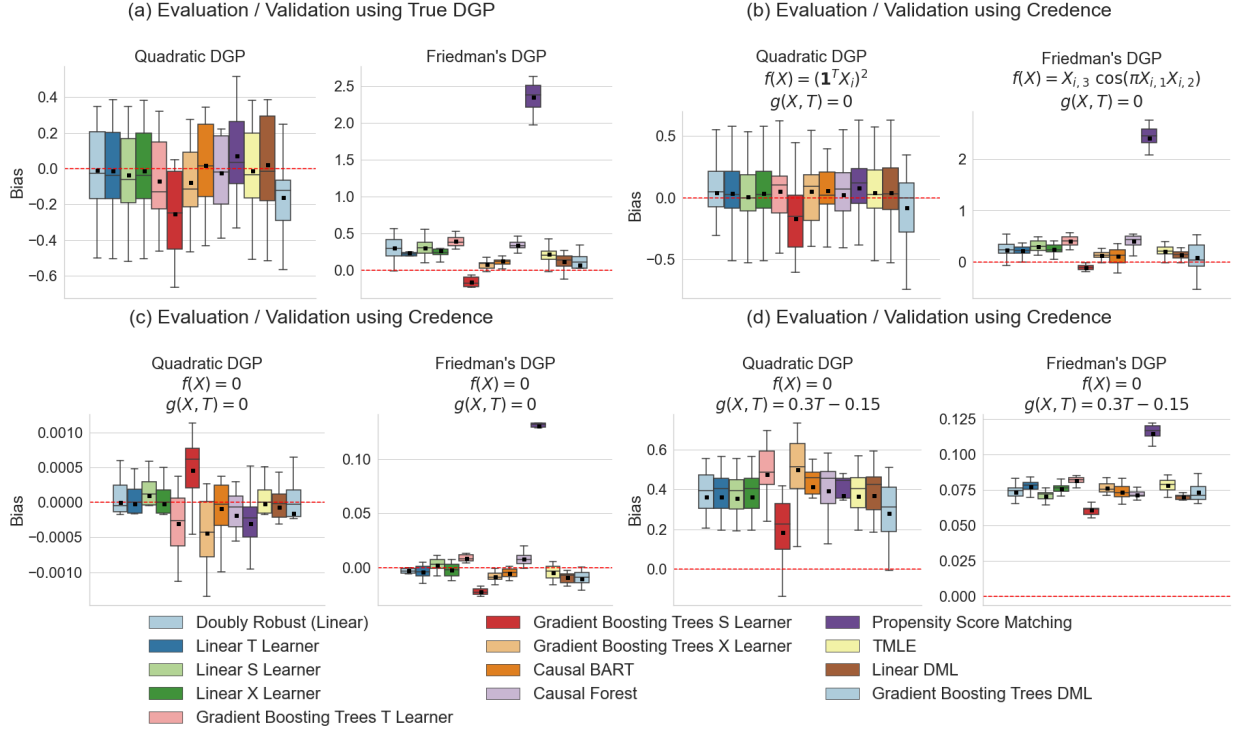 (a) Evaluation / Validation using True DGP
(b) Evaluation / Validation using Credence
Quadratic DGP
Friedman's DGP
Quadratic DGP
f(X) = (1^T X_i)^2
g(X, T) = 0
Friedman's DGP
f(X) = X_{i,3} cos(πX_{i,1}X_{i,2})
g(X, T) = 0
Bias
0.4
0.2
0.0
−0.2
−0.4
−0.6
2.5
2.0
1.5
1.0
0.5
0.0
Bias
0.5
0.0
−0.5
2
1
0
(c) Evaluation / Validation using Credence
(d) Evaluation / Validation using Credence
Quadratic DGP
f(X) = 0
g(X, T) = 0
Friedman's DGP
f(X) = 0
g(X, T) = 0
Quadratic DGP
f(X) = 0
g(X, T) = 0.3T − 0.15
Friedman's DGP
f(X) = 0
g(X, T) = 0.3T − 0.15
Bias
0.0010
0.0005
0.0000
−0.0005
−0.0010
0.10
0.05
0.00
Bias
0.6
0.4
0.2
0.0
0.125
0.100
0.075
0.050
0.025
0.000
Doubly Robust (Linear)
Linear T Learner
Linear S Learner
Linear X Learner
Gradient Boosting Trees T Learner
Gradient Boosting Trees S Learner
Gradient Boosting Trees X Learner
Causal BART
Causal Forest
Propensity Score Matching
TMLE
Linear DML
Gradient Boosting Trees DML